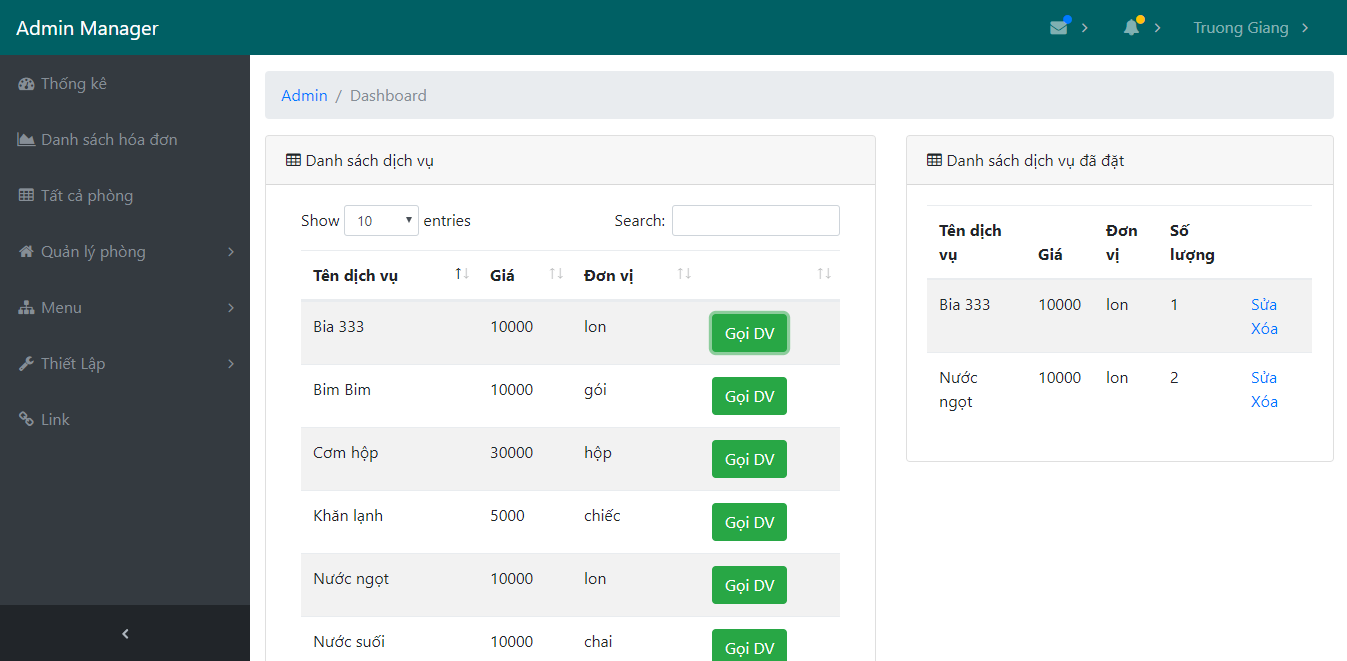 Admin Manager
Truong Giang
Thống kê
Danh sách hóa đơn
Tất cả phòng
Quản lý phòng
Menu
Thiết Lập
Link
Admin / Dashboard
Danh sách dịch vụ
Show 10 entries
Search:
Tên dịch vụ Giá Đơn vị
Bia 333 10000 lon Gọi DV
Bim Bim 10000 gói Gọi DV
Cơm hộp 30000 hộp Gọi DV
Khăn lạnh 5000 chiếc Gọi DV
Nước ngọt 10000 lon Gọi DV
Nước suối 10000 chai Gọi DV
Danh sách dịch vụ đã đặt
Tên dịch Đơn Số
vụ Giá vị lượng
Bia 333 10000 lon 1 Sửa
Xóa
Nước 10000 lon 2 Sửa
ngọt Xóa